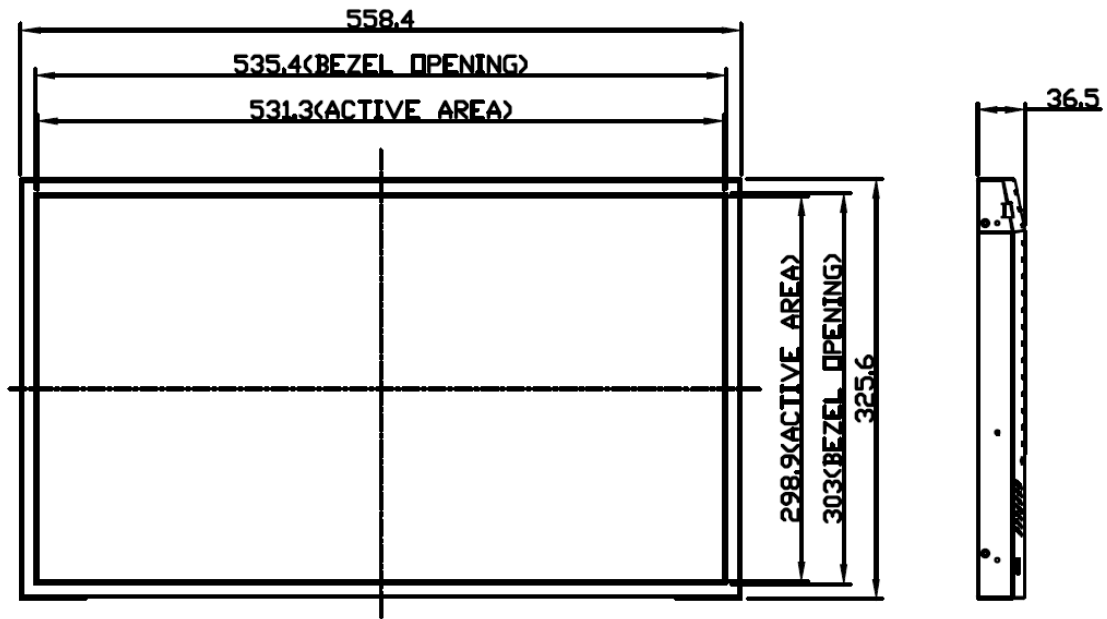 558.4
535.4(BEZEL OPENING)
531.3(ACTIVE AREA)
36.5
298.9(ACTIVE AREA)
303(BEZEL OPENING)
325.6